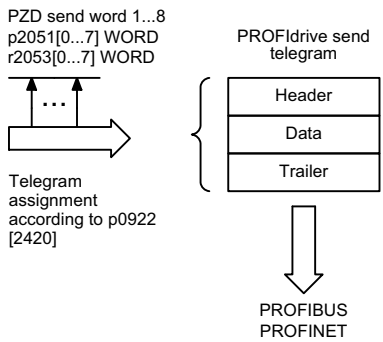 PZD send word 1...8
p2051[0...7] WORD
r2053[0...7] WORD
...
Telegram
assignment
according to p0922
[2420]
PROFIdrive send
telegram
Header
Data
Trailer
PROFIBUS
PROFINET